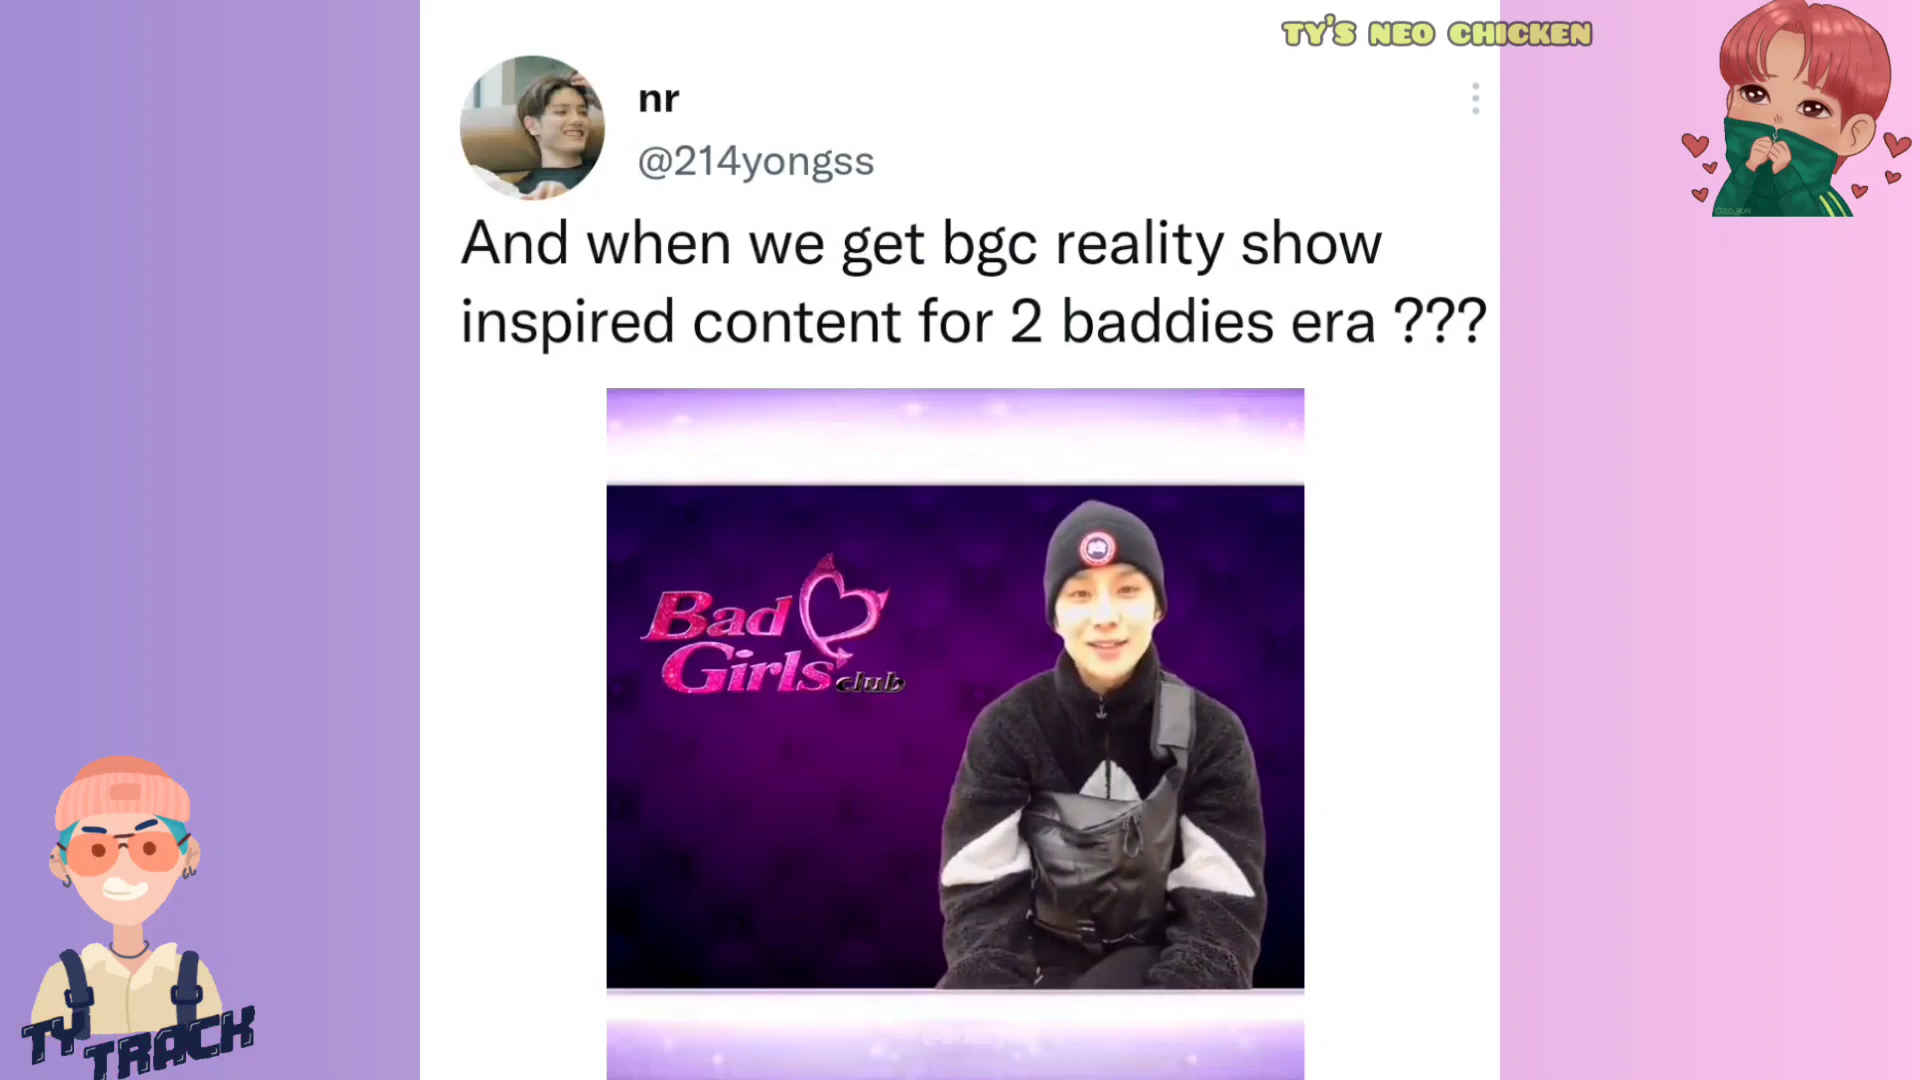 TY'S NEO CHICKEN
nr
@214yongss
And when we get bgc reality show
inspired content for 2 baddies era ???
Bad
Girls club
TY
TRACK